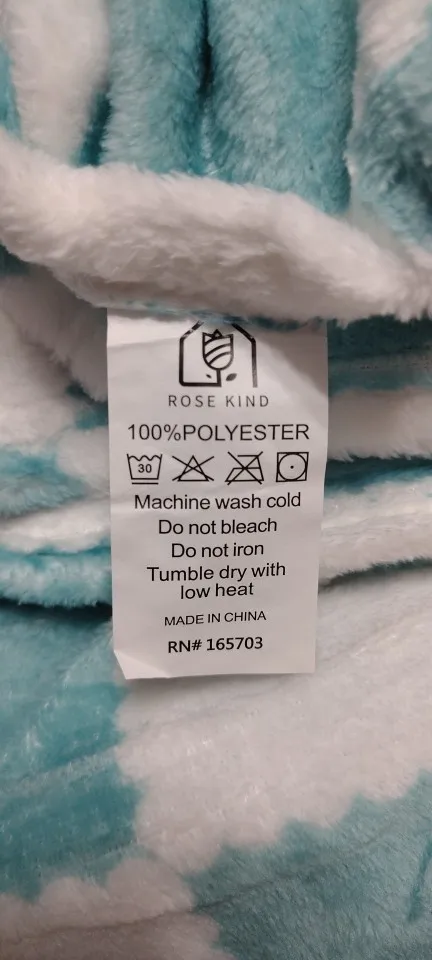 ROSE KIND
100%POLYESTER
30
Machine wash cold
Do not bleach
Do not iron
Tumble dry with
low heat
MADE IN CHINA
RN# 165703